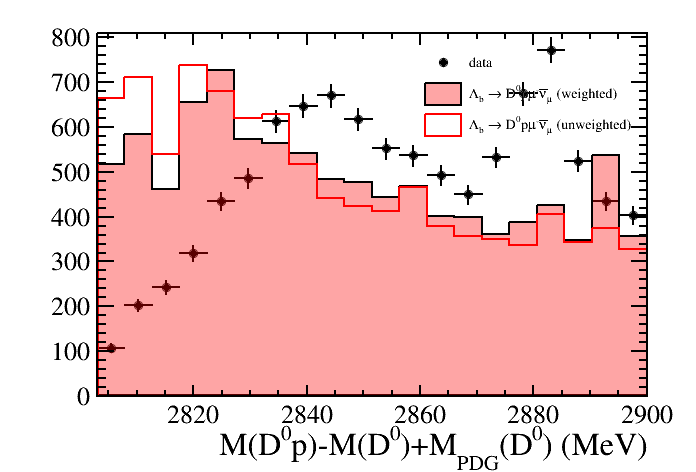 800
700
600
500
400
300
200
100
0
data
Λb → D⁰pμ ν̄μ (weighted)
Λb → D⁰pμ ν̄μ (unweighted)
2820 2840 2860 2880 2900
M(D⁰p)-M(D⁰)+M_PDG(D⁰) (MeV)